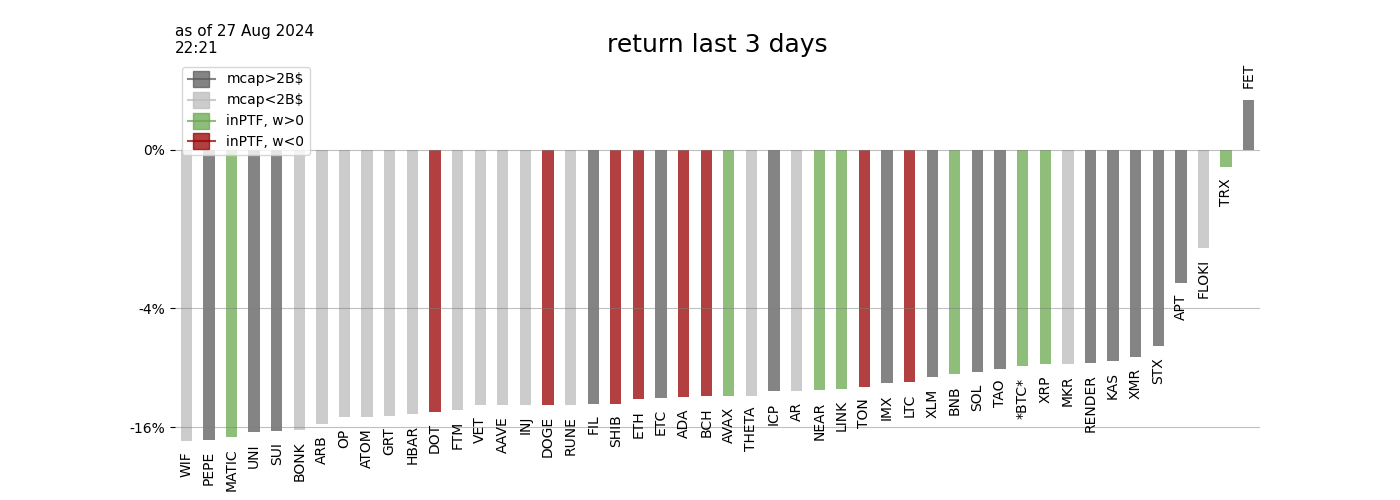 as of 27 Aug 2024
22:21
return last 3 days
mcap>2B$
mcap<2B$
inPTF, w>0
inPTF, w<0
0%
-4%
-16%
WIF
PEPE
MATIC
UNI
SUI
BONK
ARB
OP
ATOM
GRT
HBAR
DOT
FTM
VET
AAVE
INJ
DOGE
RUNE
FIL
SHIB
ETH
ETC
ADA
BCH
AVAX
THETA
ICP
AR
NEAR
LINK
TON
IMX
LTC
XLM
BNB
SOL
TAO
*BTC*
XRP
MKR
RENDER
KAS
XMR
STX
APT
FLOKI
TRX
FET